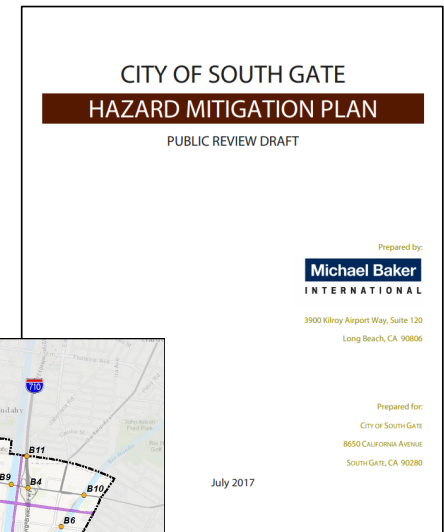 CITY OF SOUTH GATE
HAZARD MITIGATION PLAN
PUBLIC REVIEW DRAFT
Prepared by:
Michael Baker
INTERNATIONAL
3900 Kilroy Airport Way, Suite 120
Long Beach, CA 90806
Prepared for:
CITY OF SOUTH GATE
8650 CALIFORNIA AVENUE
SOUTH GATE, CA 90280
July 2017
710
B11
B9
B4
B10
B6